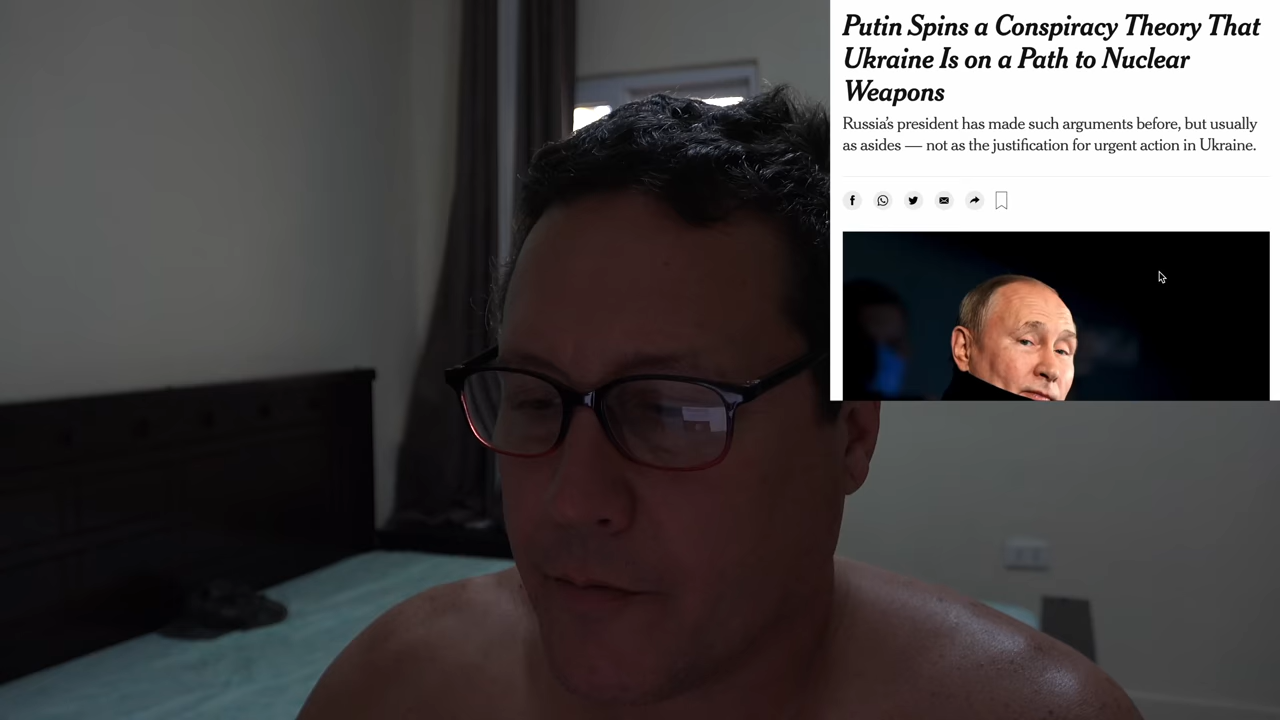 Putin Spins a Conspiracy Theory That
Ukraine Is on a Path to Nuclear
Weapons
Russia's president has made such arguments before, but usually
as asides — not as the justification for urgent action in Ukraine.